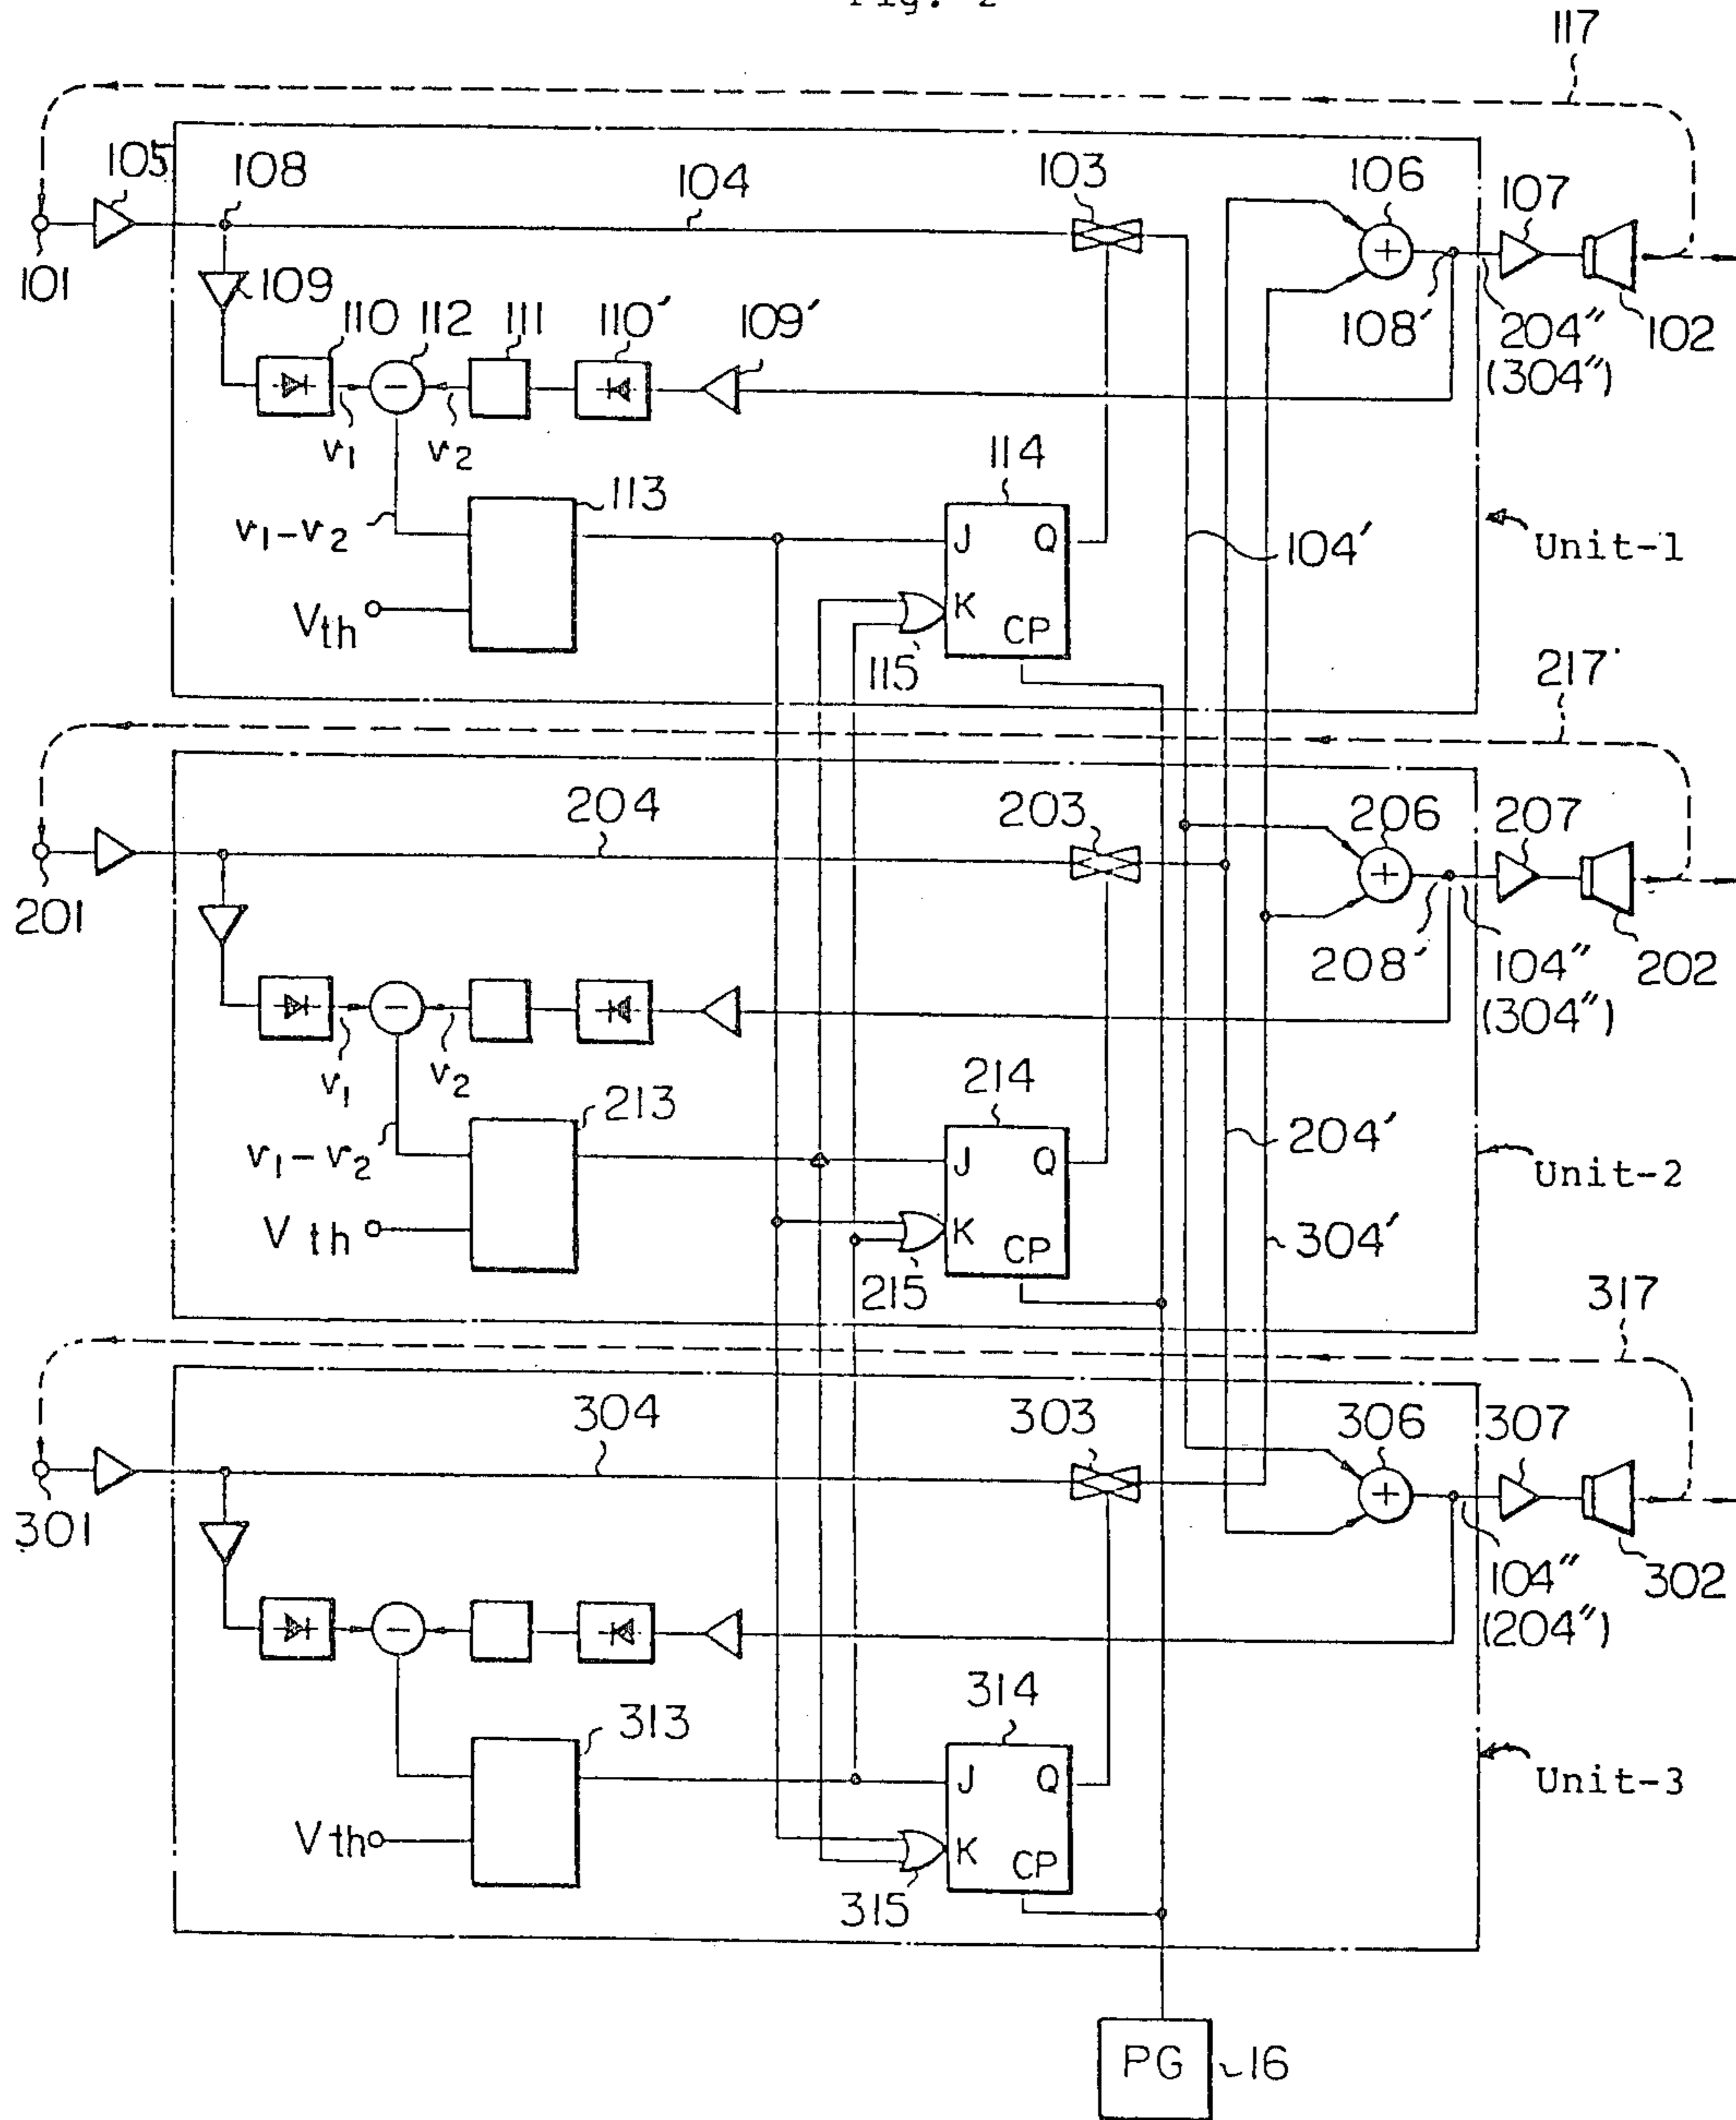 Fig. 2
117
105
108
104
103
106
107
101
109
110
112
111
110′
109′
108′
204″
(304″)
102
v1
v2
v1-v2
113
114
J
Q
K
CP
Vth
115
104′
Unit-1
217
204
203
206
207
201
208′
104″
(304″)
202
v1
v2
v1-v2
213
214
J
Q
K
CP
Vth
215
204′
Unit-2
304′
317
304
303
306
307
301
104″
(204″)
302
313
314
J
Q
K
CP
Vth
315
Unit-3
PG
16